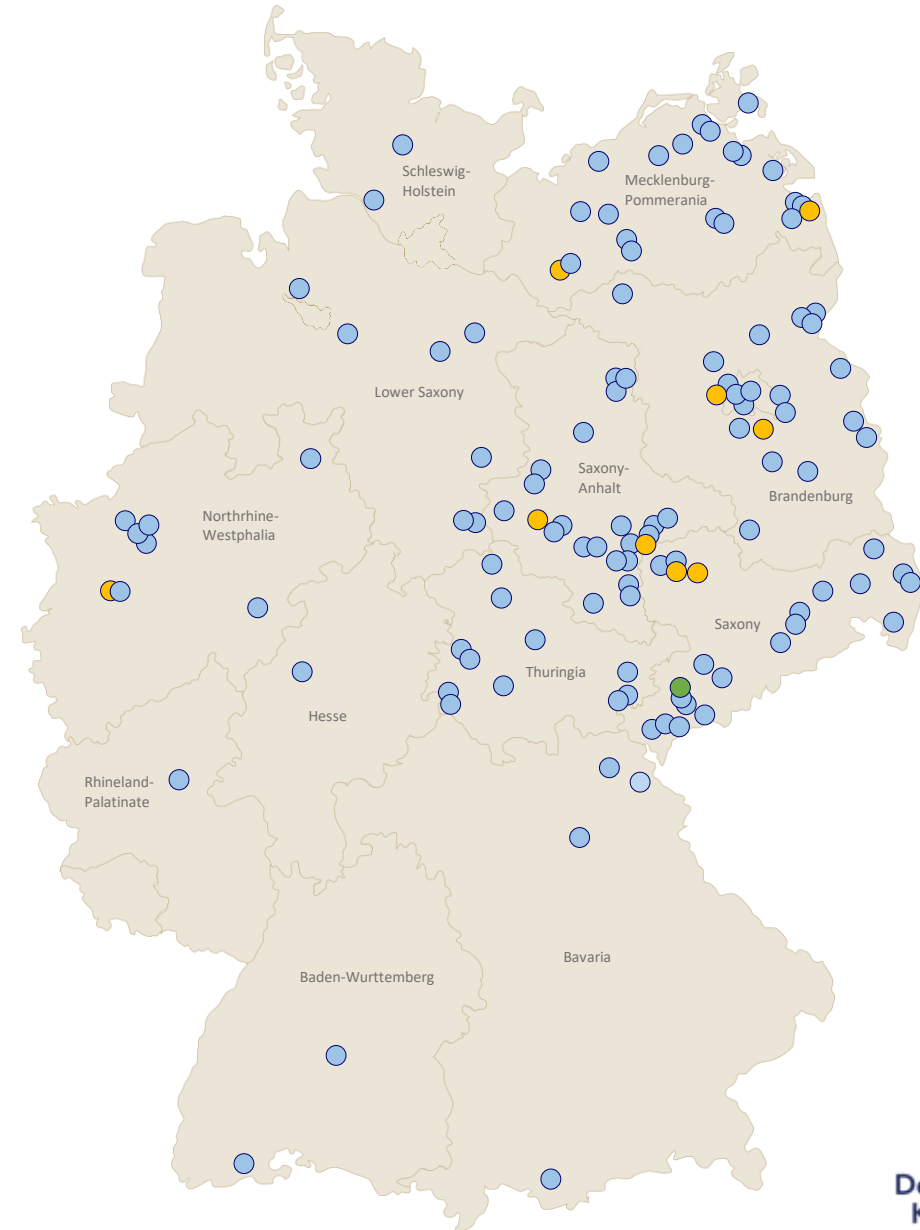 Schleswig-
Holstein
Mecklenburg-
Pommerania
Lower Saxony
Saxony-
Anhalt
Brandenburg
Northrhine-
Westphalia
Saxony
Thuringia
Hesse
Rhineland-
Palatinate
Bavaria
Baden-Wurttemberg